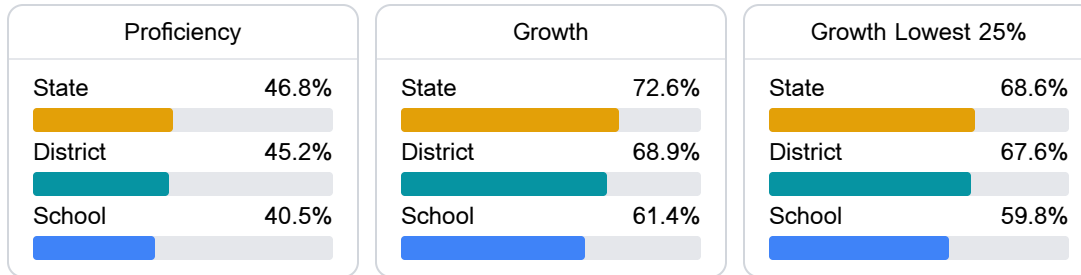 Proficiency
State 46.8%
District 45.2%
School 40.5%
Growth
State 72.6%
District 68.9%
School 61.4%
Growth Lowest 25%
State 68.6%
District 67.6%
School 59.8%